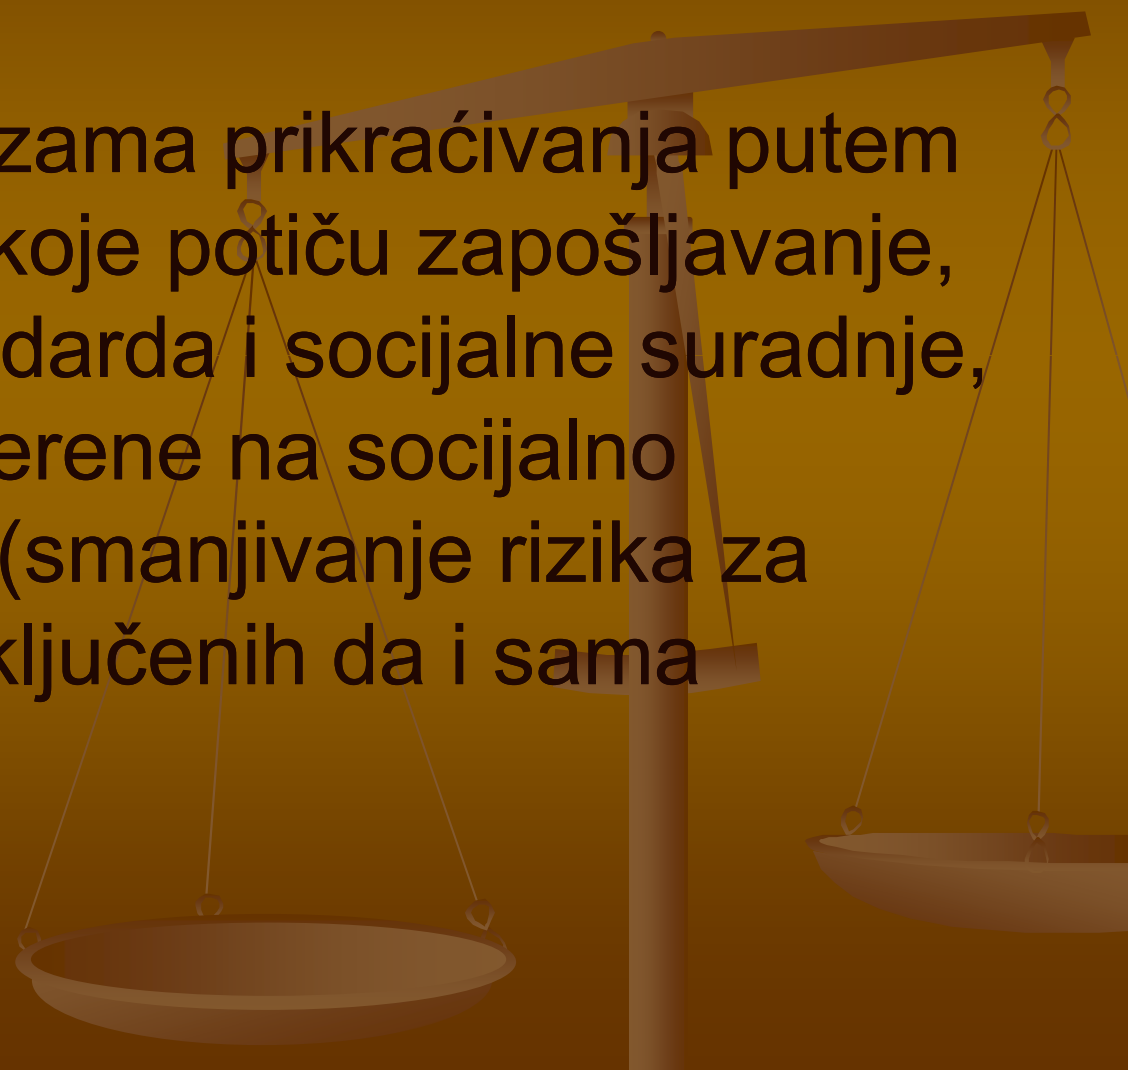 zama prikraćivanja putem
koje potiču zapošljavanje,
darda i socijalne suradnje,
erene na socijalno
(smanjivanje rizika za
ključenih da i sama